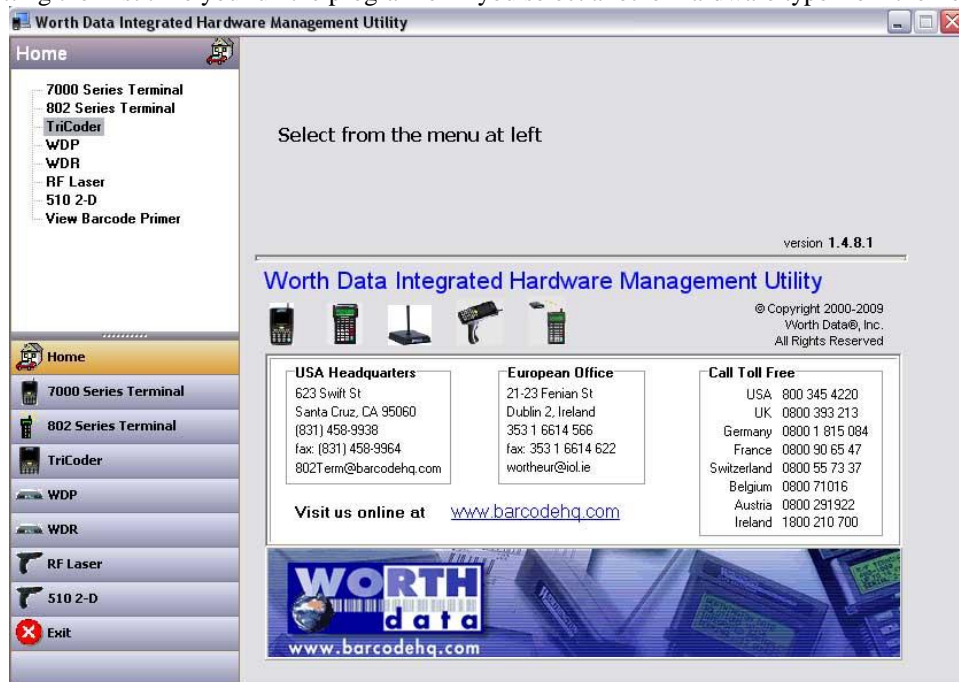 Worth Data Integrated Hardware Management Utility
Home
7000 Series Terminal
802 Series Terminal
TriCoder
WDP
WDR
RF Laser
510 2-D
View Barcode Primer
Home
7000 Series Terminal
802 Series Terminal
TriCoder
WDP
WDR
RF Laser
510 2-D
Exit
Select from the menu at left
version 1.4.8.1
Worth Data Integrated Hardware Management Utility
© Copyright 2000-2009
Worth Data®, Inc.
All Rights Reserved
USA Headquarters
623 Swift St
Santa Cruz, CA 95060
(831) 458-9938
fax: (831) 458-9964
802Term@barcodehq.com
European Office
21-23 Fenian St
Dublin 2, Ireland
353 1 6614 566
fax: 353 1 6614 622
wortheur@iol.ie
Call Toll Free
USA 800 345 4220
UK 0800 393 213
Germany 0800 1 815 084
France 0800 90 65 47
Switzerland 0800 55 73 37
Belgium 0800 71016
Austria 0800 291922
Ireland 1800 210 700
Visit us online at www.barcodehq.com
WORTH
data
www.barcodehq.com